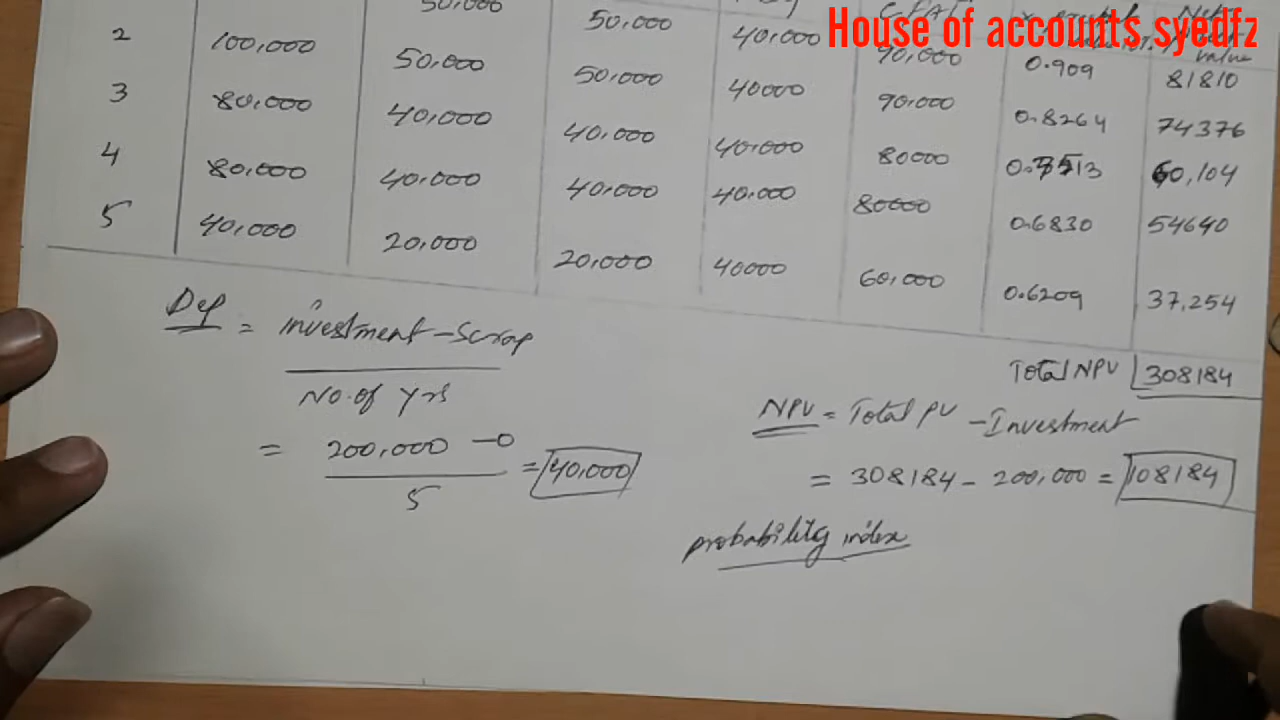 House of accounts.syedfz
50,000 50,000 40,000 90,000 0.909 81810
2 100,000 50,000 50,000 40000 90,000 0.8264 74376
3 80,000 40,000 40,000 40,000 80000 0.7513 60,104
4 80,000 40,000 40,000 40,000 80000 0.6830 54640
5 40,000 20,000 20,000 40000 60,000 0.6209 37,254
Total NPV 308184
Dep = investment - Scrap
No. of yrs
= 200,000 - 0 = 40,000
5
NPV = Total PV - Investment
= 308184 - 200,000 = 108184
probability index